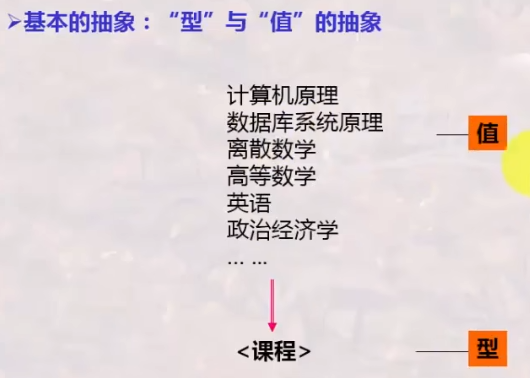 ➢基本的抽象：“型”与“值”的抽象
计算机原理
数据库系统原理
离散数学
高等数学
英语
政治经济学
... ...
值
<课程>
型